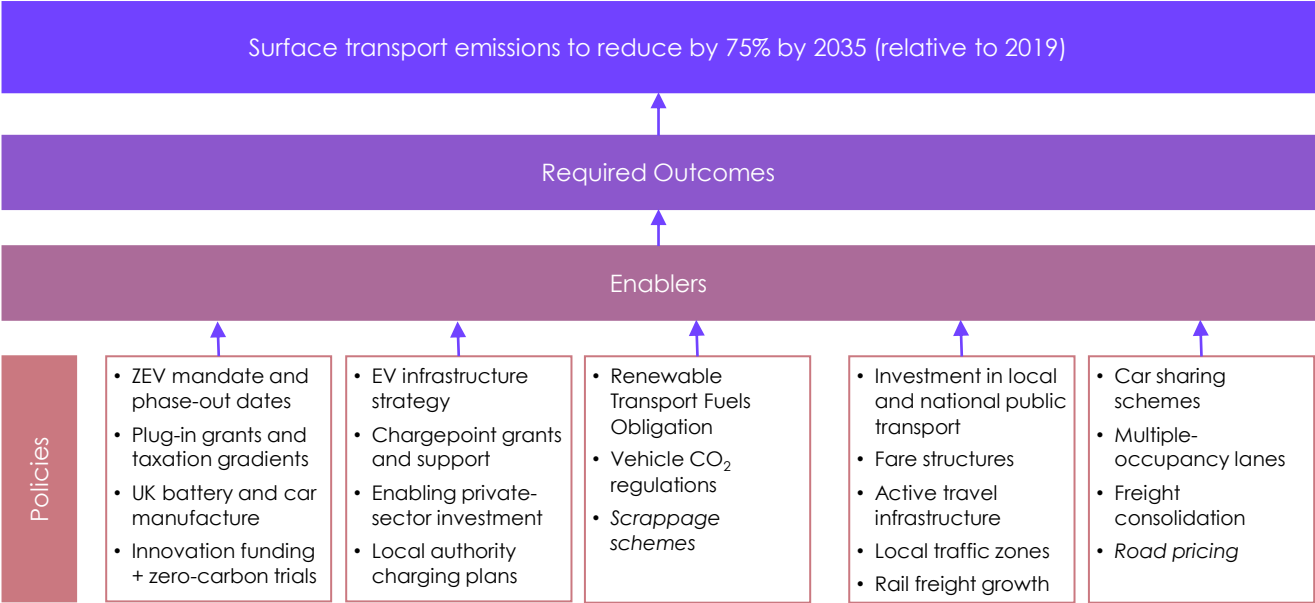 Surface transport emissions to reduce by 75% by 2035 (relative to 2019)
Required Outcomes
Enablers
Policies
• ZEV mandate and
phase-out dates
• Plug-in grants and
taxation gradients
• UK battery and car
manufacture
• Innovation funding
+ zero-carbon trials
• EV infrastructure
strategy
• Chargepoint grants
and support
• Enabling private-
sector investment
• Local authority
charging plans
• Renewable
Transport Fuels
Obligation
• Vehicle CO₂
regulations
• Scrappage
schemes
• Investment in local
and national public
transport
• Fare structures
• Active travel
infrastructure
• Local traffic zones
• Rail freight growth
• Car sharing
schemes
• Multiple-
occupancy lanes
• Freight
consolidation
• Road pricing